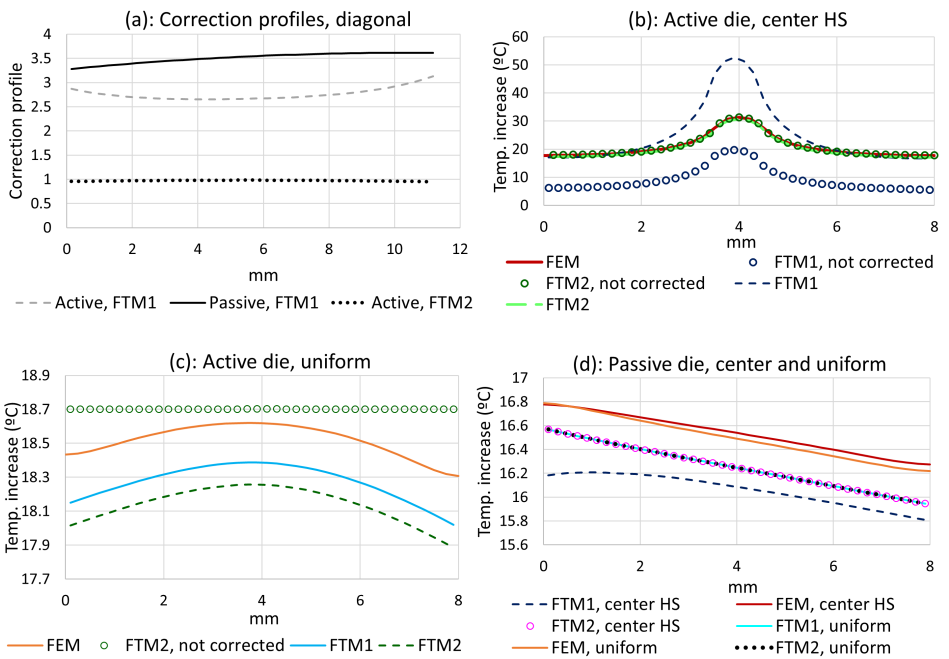 (a): Correction profiles, diagonal
4
3.5
3
2.5
2
1.5
1
0.5
0
Correction profile
0 2 4 6 8 10 12
mm
Active, FTM1 Passive, FTM1 Active, FTM2
(b): Active die, center HS
60
50
40
30
20
10
0
Temp. increase (ºC)
0 2 4 6 8
mm
FEM FTM1, not corrected
FTM2, not corrected FTM1
FTM2
(c): Active die, uniform
18.9
18.7
18.5
18.3
18.1
17.9
17.7
Temp. increase (ºC)
0 2 4 6 8
mm
FEM FTM2, not corrected FTM1 FTM2
(d): Passive die, center and uniform
17
16.8
16.6
16.4
16.2
16
15.8
15.6
Temp. increase (ºC)
0 2 4 6 8
mm
FTM1, center HS FEM, center HS
FTM2, center HS FTM1, uniform
FEM, uniform FTM2, uniform